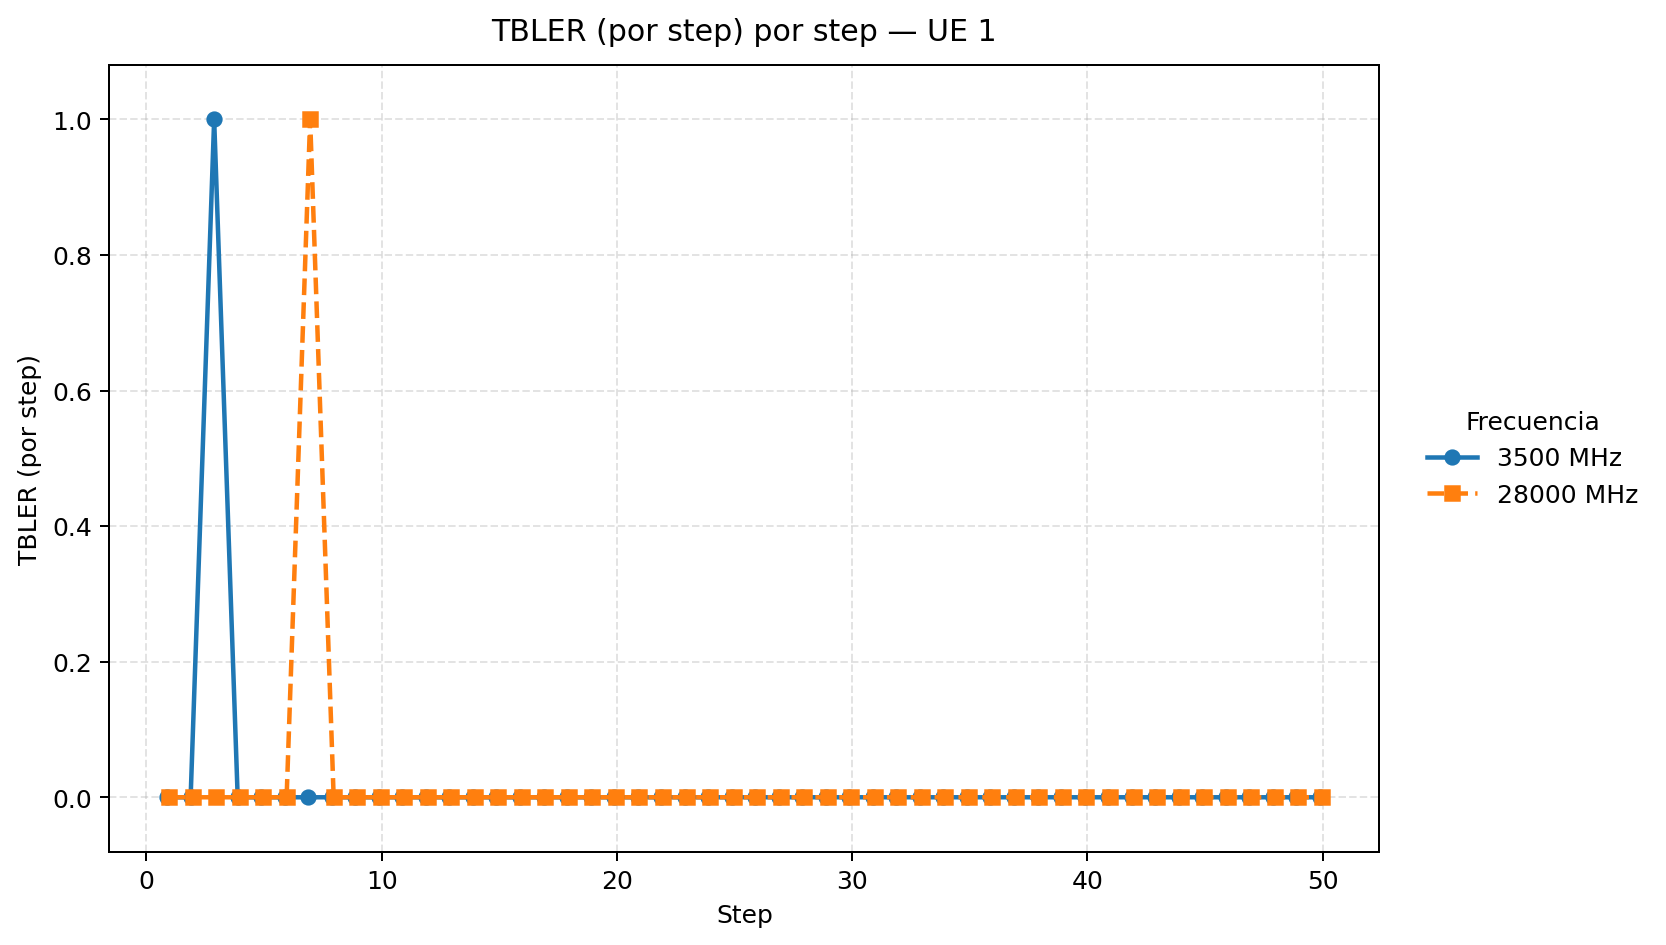 TBLER (por step) por step — UE 1
TBLER (por step)
1.0
0.8
0.6
0.4
0.2
0.0
0
10
20
30
40
50
Step
Frecuencia
3500 MHz
28000 MHz